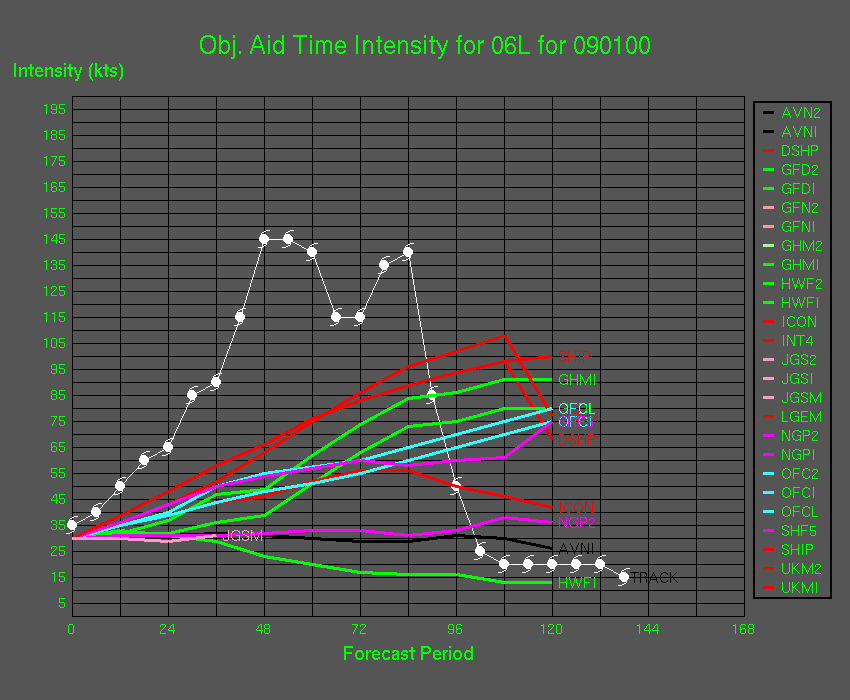 Obj. Aid Time Intensity for 06L for 090100
Intensity (kts)
195
185
175
165
155
145
135
125
115
105
95
85
75
65
55
45
35
25
15
5
0 24 48 72 96 120 144 168
Forecast Period
SHIP
GHMI
OFCL
OFCI
DSHP
ICON
NGP2
AVNI
HWFI
TRACK
JGSM
AVN2
AVNI
DSHP
GFD2
GFDI
GFN2
GFNI
GHM2
GHMI
HWF2
HWFI
ICON
INT4
JGS2
JGSI
JGSM
LGEM
NGP2
NGPI
OFC2
OFCI
OFCL
SHF5
SHIP
UKM2
UKMI